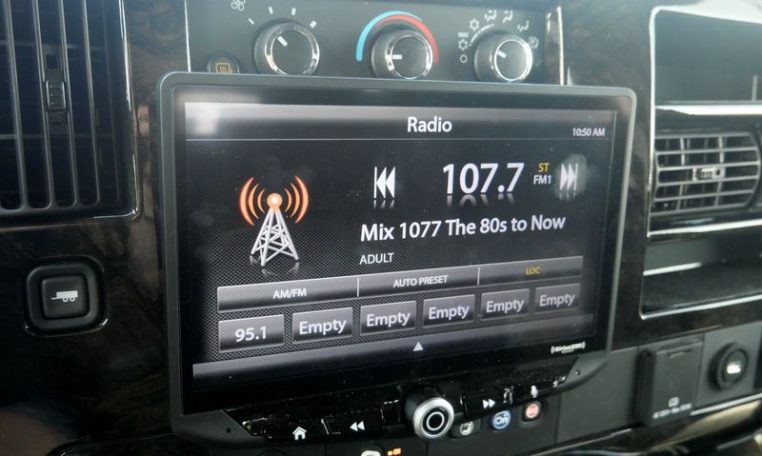 Radio
10:50 AM
107.7
ST
FM1
Mix 1077 The 80s to Now
ADULT
AM/FM
AUTO PRESET
LOC
95.1
Empty
Empty
Empty
Empty
Empty